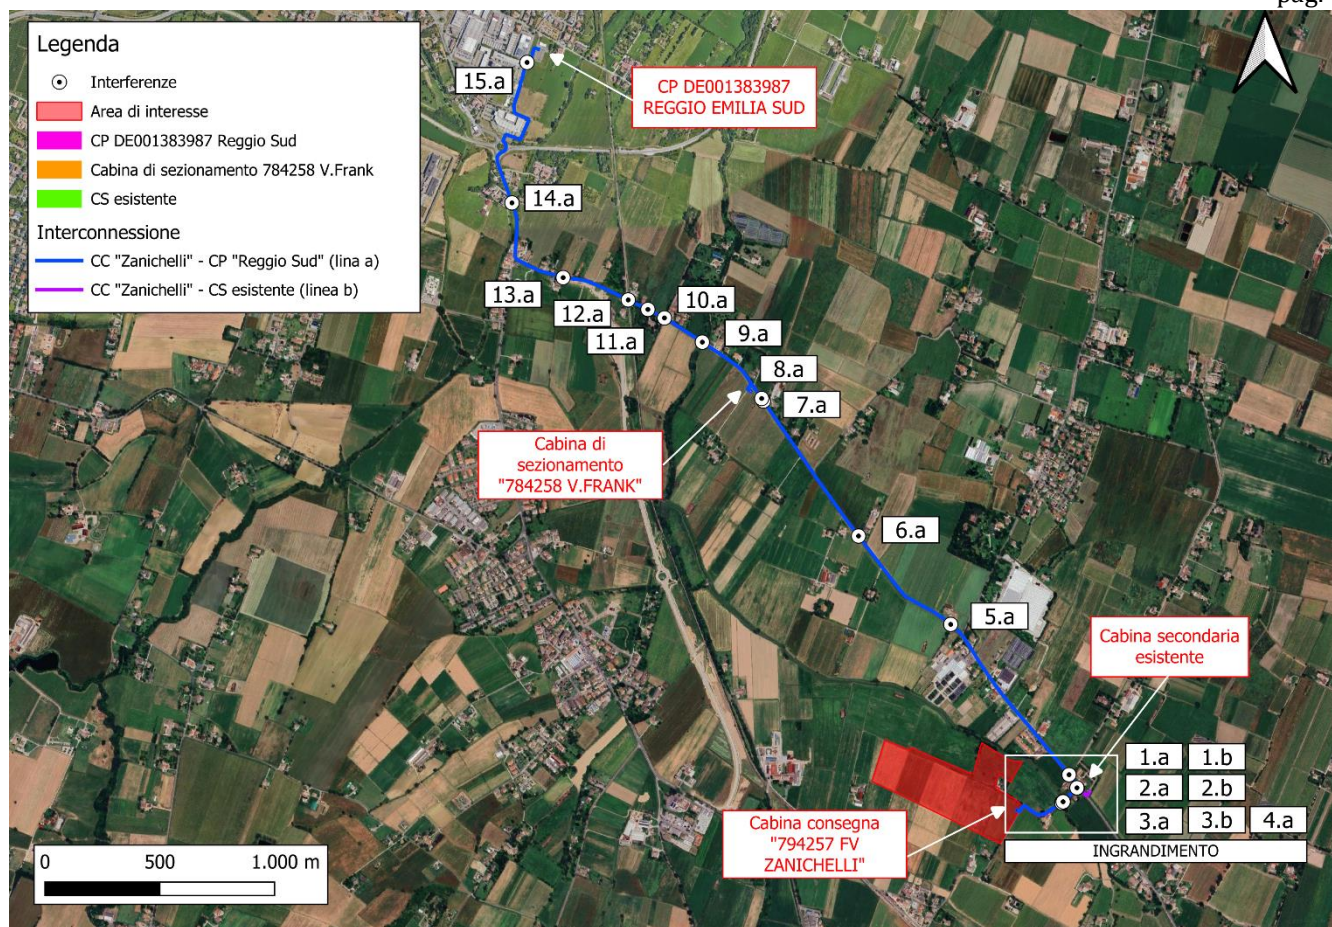 pag.
Legenda
Interferenze
Area di interesse
CP DE001383987 Reggio Sud
Cabina di sezionamento 784258 V.Frank
CS esistente
Interconnessione
CC "Zanichelli" - CP "Reggio Sud" (lina a)
CC "Zanichelli" - CS esistente (linea b)
15.a
CP DE001383987
REGGIO EMILIA SUD
14.a
13.a
12.a
11.a
10.a
9.a
8.a
7.a
Cabina di
sezionamento
"784258 V.FRANK"
6.a
5.a
Cabina secondaria
esistente
1.a 1.b
2.a 2.b
3.a 3.b 4.a
INGRANDIMENTO
Cabina consegna
"794257 FV
ZANICHELLI"
0 500 1.000 m